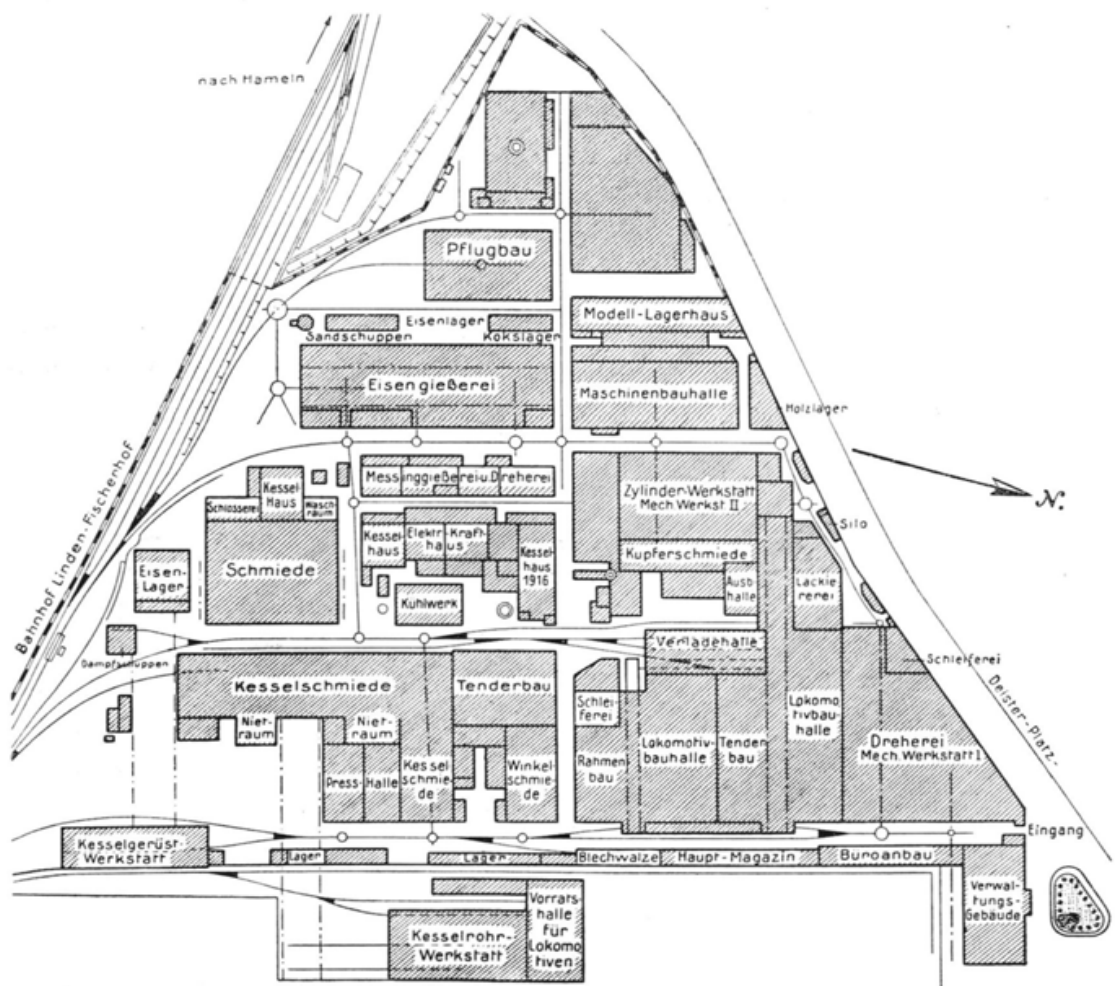 nach Hameln
Pflugbau
Eisenlager
Sandschuppen
Kokslager
Modell-Lagerhaus
Eisengießerei
Maschinenbauhalle
Holzlager
Bahnhof Linden-Fischerhof
Messinggießerei u. Dreherei
N.
Kessel
Haus
Schlosserei
Wasch
raum
Schmiede
Kessel
haus
Elektr.
haus
Kraft
haus
Kessel
haus
1916
Zylinder-Werkstatt
Mech. Werkst. II
Silo
Kupferschmiede
Eisen
Lager
Kühlwerk
Ausb
halle
Lackie
rerei
Dampfschuppen
Verladehalle
Schleiferei
Kesselschmiede
Tenderbau
Schlei
ferei
Lokomo
tivbau
halle
Deister-Platz-
Niet
raum
Niet
raum
Dreherei
Mech. Werkstatt I
Press-
Halle
Kessel
schmie
de
Winkel
schmie
de
Rahmen
bau
Lokomotiv
bauhalle
Tender
bau
Eingang
Kesselgerüst-
Werkstatt
Lager
Lager
Blechwalze
Haupt-Magazin
Büroanbau
Verwal-
tungs-
Gebäude
Kesselrohr-
Werkstatt
Vorrats
halle
für
Lokomo
tiven